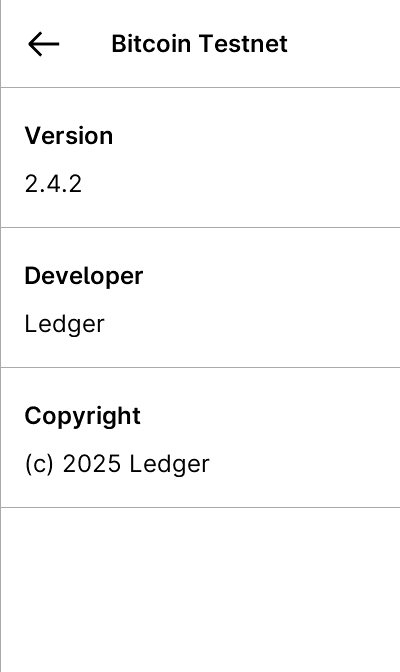 Bitcoin Testnet
Version
2.4.2
Developer
Ledger
Copyright
(c) 2025 Ledger